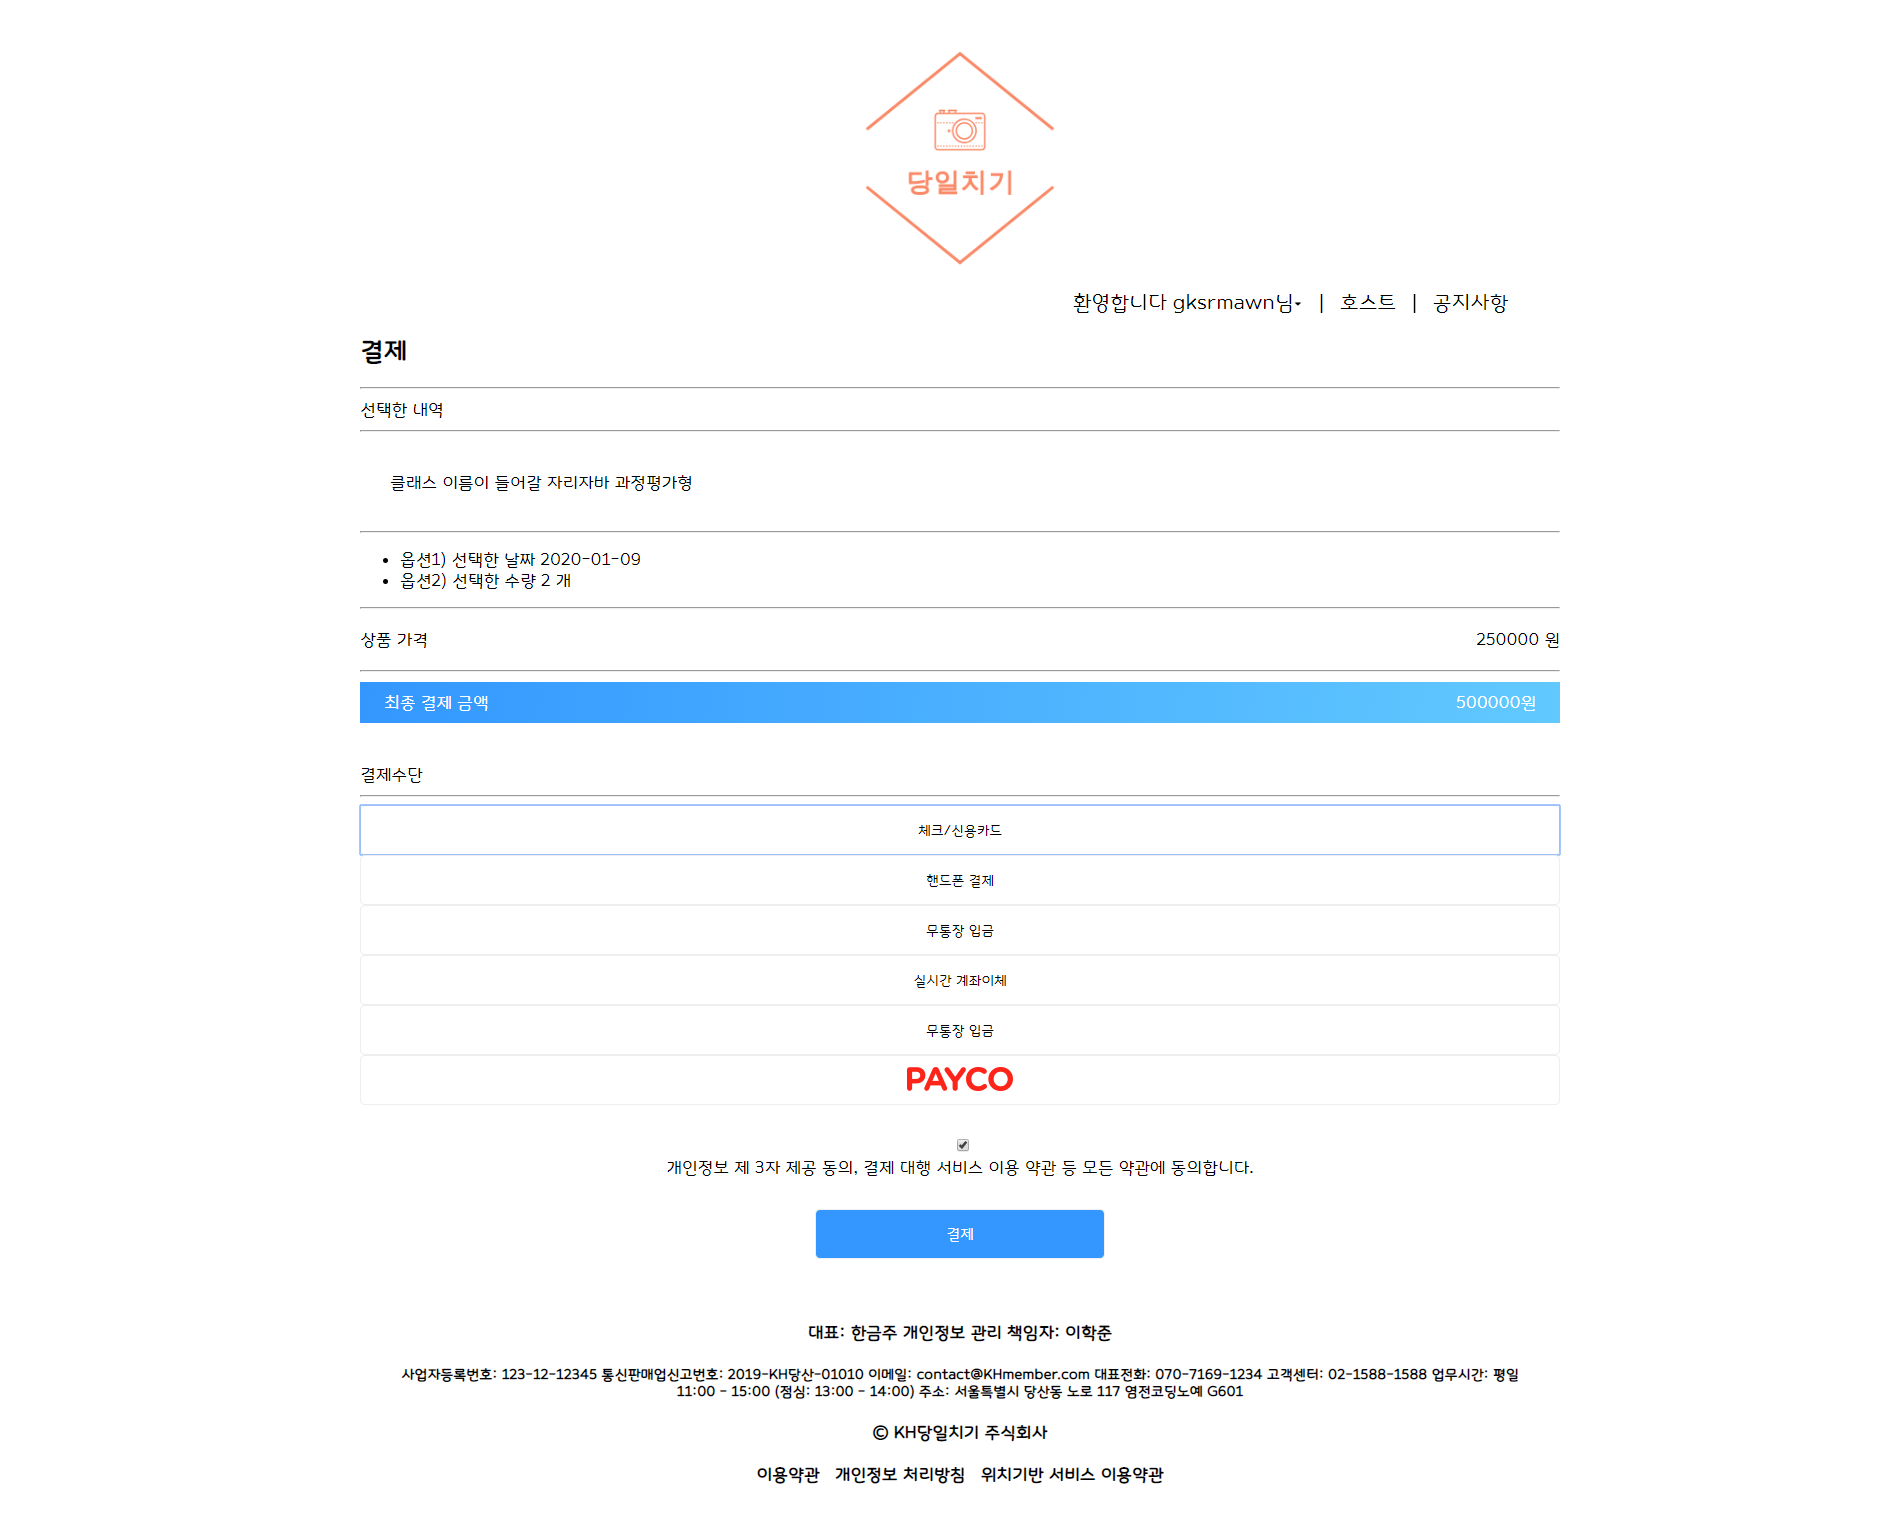 당일치기
환영합니다 gksrmawn님 | 호스트 | 공지사항
결제
선택한 내역
클래스 이름이 들어갈 자리자바 과정평가형
옵션1) 선택한 날짜 2020-01-09
옵션2) 선택한 수량 2 개
상품 가격 250000 원
최종 결제 금액 500000원
결제수단
체크/신용카드
핸드폰 결제
무통장 입금
실시간 계좌이체
무통장 입금
PAYCO
개인정보 제 3자 제공 동의, 결제 대행 서비스 이용 약관 등 모든 약관에 동의합니다.
결제
대표: 한금주 개인정보 관리 책임자: 이학준
사업자등록번호: 123-12-12345 통신판매업신고번호: 2019-KH당산-01010 이메일: contact@KHmember.com 대표전화: 070-7169-1234 고객센터: 02-1588-1588 업무시간: 평일
11:00 - 15:00 (점심: 13:00 - 14:00) 주소: 서울특별시 당산동 노로 117 염전코딩노예 G601
© KH당일치기 주식회사
이용약관 개인정보 처리방침 위치기반 서비스 이용약관